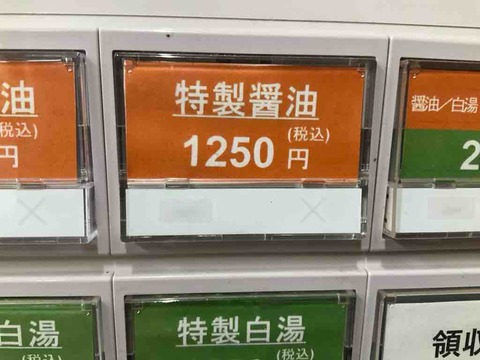 油
(税込)
円
特製醤油
(税込)
1250 円
醤油/白湯
2
白湯
(税込)
特製白湯
(税込)
領収